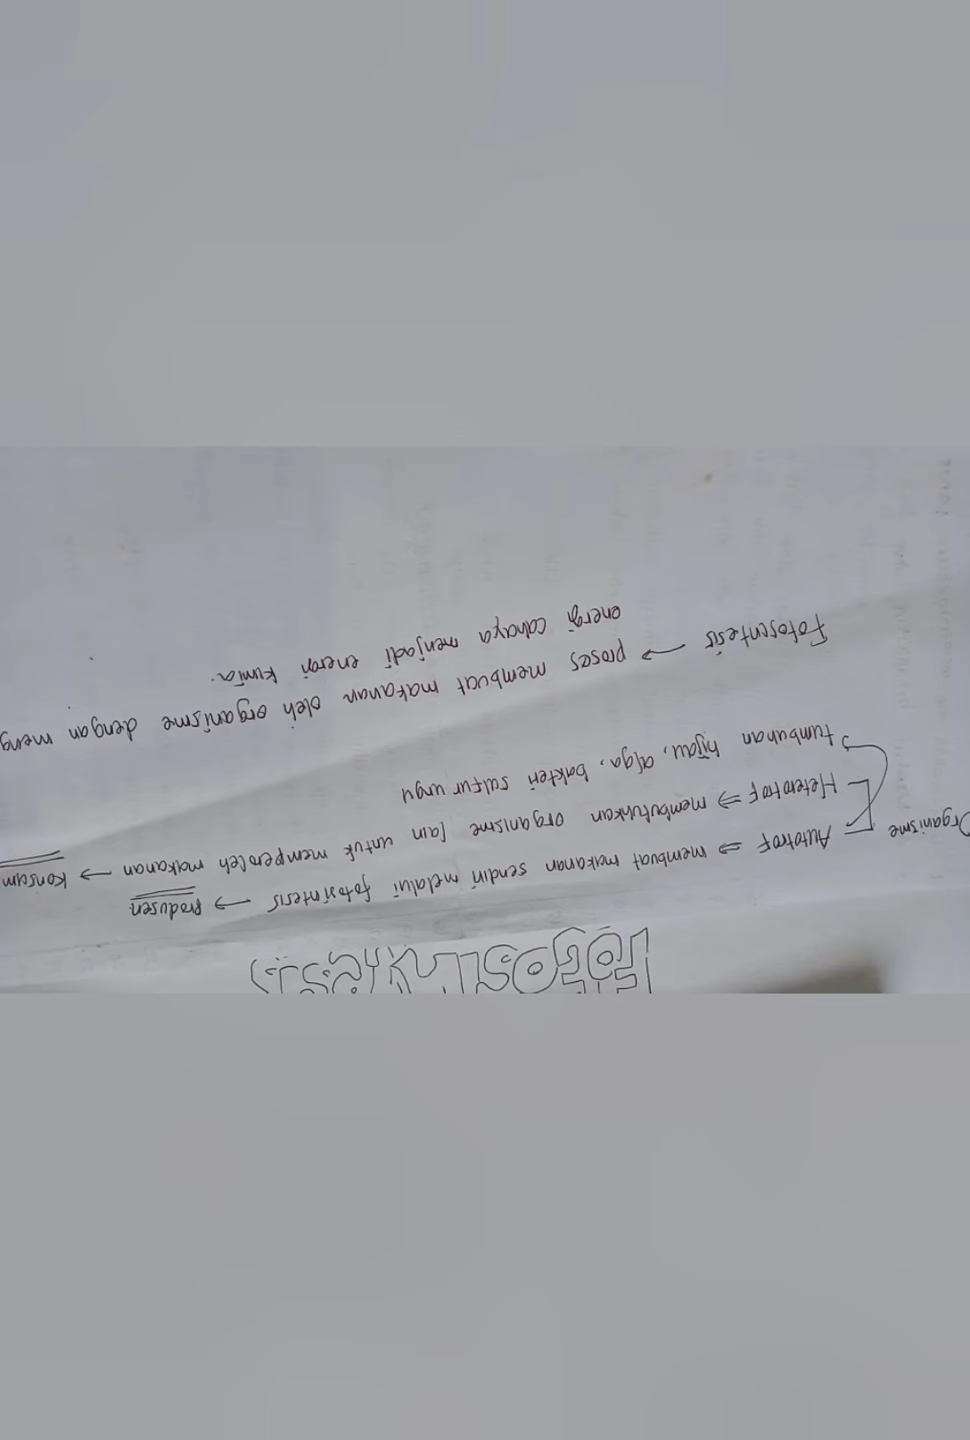 Fotosintesis
Organisme
Autotrof ⇒ membuat makanan sendiri melalui fotosintesis → produsen
Heterotrof ⇒ membutuhkan organisme lain untuk memperoleh makanan → konsum
tumbuhan hijau, alga, bakteri sulfur ungu
Fotosintesis → proses membuat makanan oleh organisme dengan meng
energi cahaya menjadi energi kimia.